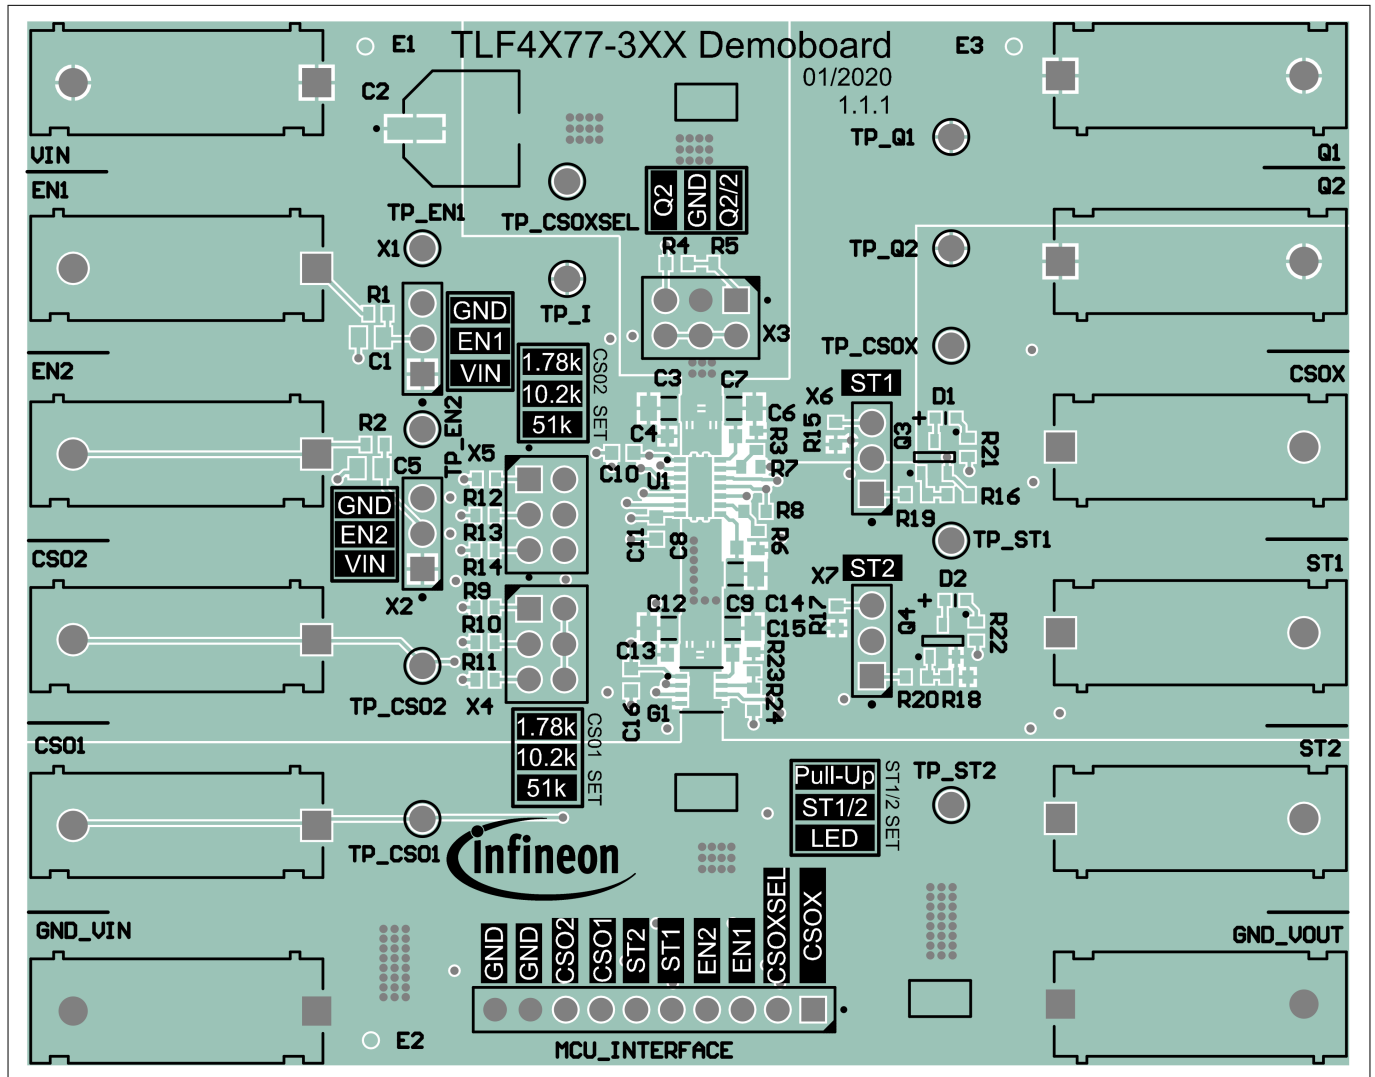 E1
TLF4X77-3XX Demoboard
E3
01/2020
1.1.1
C2
TP_Q1
VIN
Q1
EN1
Q2
TP_EN1
TP_CSOXSEL
Q2
GND
Q2/2
X1
R4
R5
TP_Q2
R1
TP_I
X3
GND
EN1
VIN
C1
TP_CSOX
EN2
CSOX
1.78k
10.2k
51k
CSO2 SET
C3
C7
X6
ST1
D1
+
R2
TP_EN2
C4
C6
R15
Q3
R3
R21
C5
X5
C10
U1
R7
GND
EN2
VIN
R12
R8
R19
R16
R13
C11
C8
R6
TP_ST1
CSO2
R14
X7
ST2
D2
ST1
X2
R9
C12
C9
C14
R17
+
Q4
R22
R10
C15
R11
C13
R23
TP_CSO2
X4
C16
G1
R24
R20
R18
CSO1
1.78k
10.2k
51k
CSO1 SET
ST2
Pull-Up
ST1/2
LED
ST1/2 SET
TP_ST2
TP_CSO1
infineon
GND_VIN
GND_VOUT
GND
GND
CSO2
CSO1
ST2
ST1
EN2
EN1
CSOXSEL
CSOX
E2
MCU_INTERFACE